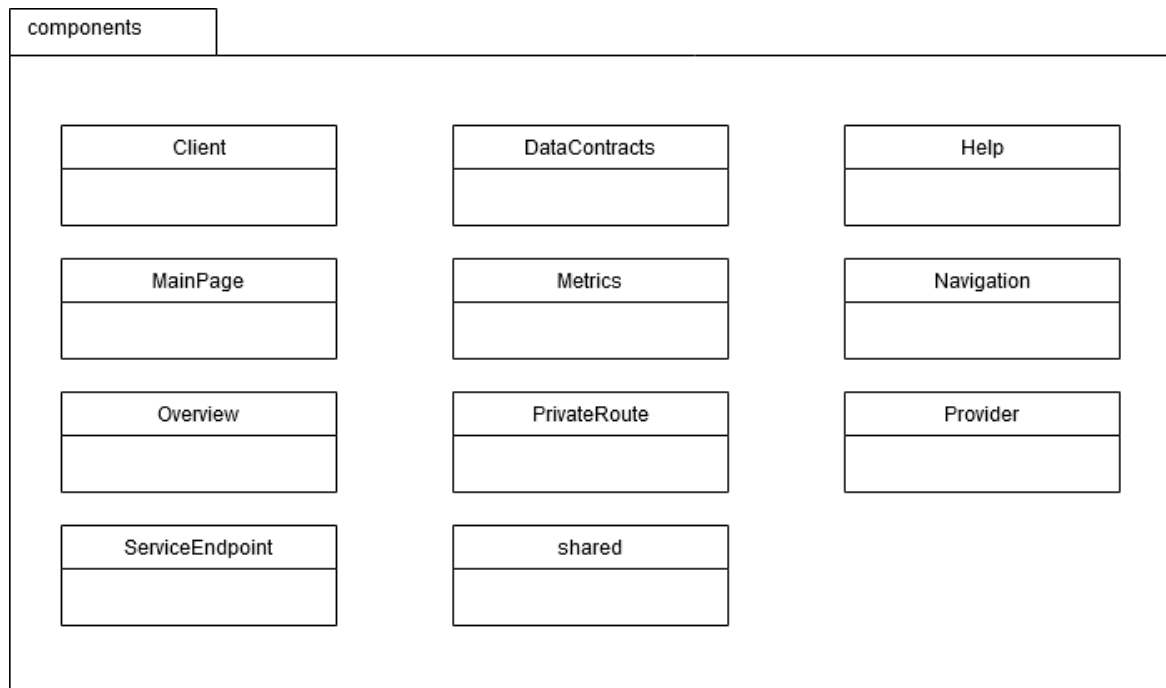 components
Client
DataContracts
Help
MainPage
Metrics
Navigation
Overview
PrivateRoute
Provider
ServiceEndpoint
shared